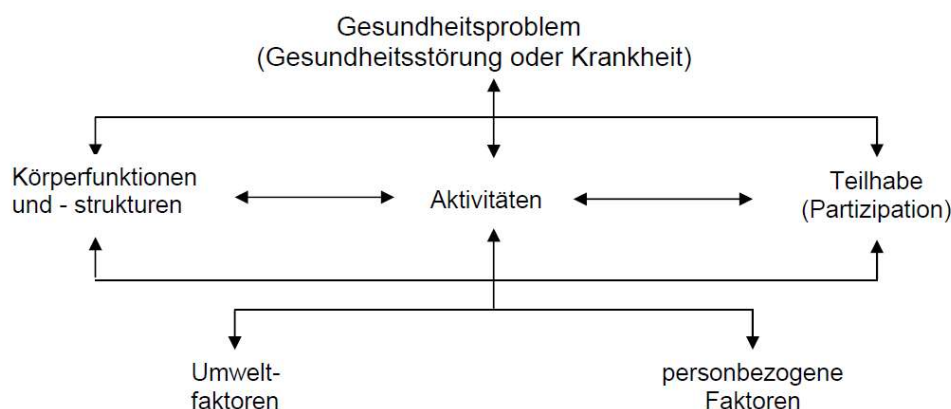 Gesundheitsproblem
(Gesundheitsstörung oder Krankheit)
Körperfunktionen
und - strukturen
Aktivitäten
Teilhabe
(Partizipation)
Umwelt-
faktoren
personbezogene
Faktoren